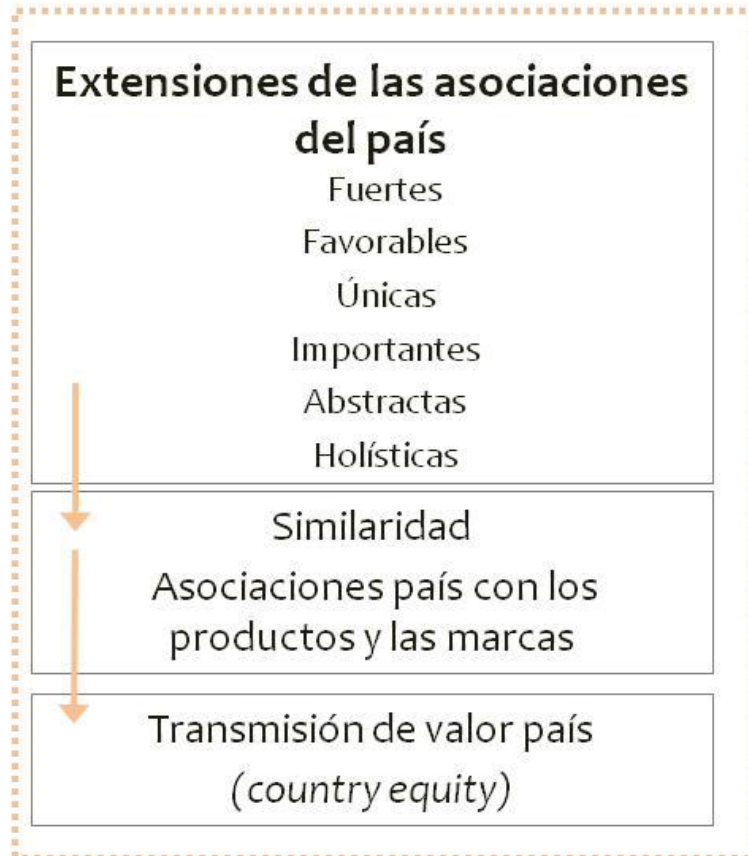 Extensiones de las asociaciones
del país
Fuertes
Favorables
Únicas
Importantes
Abstractas
Holísticas
Similaridad
Asociaciones país con los
productos y las marcas
Transmisión de valor país
(country equity)